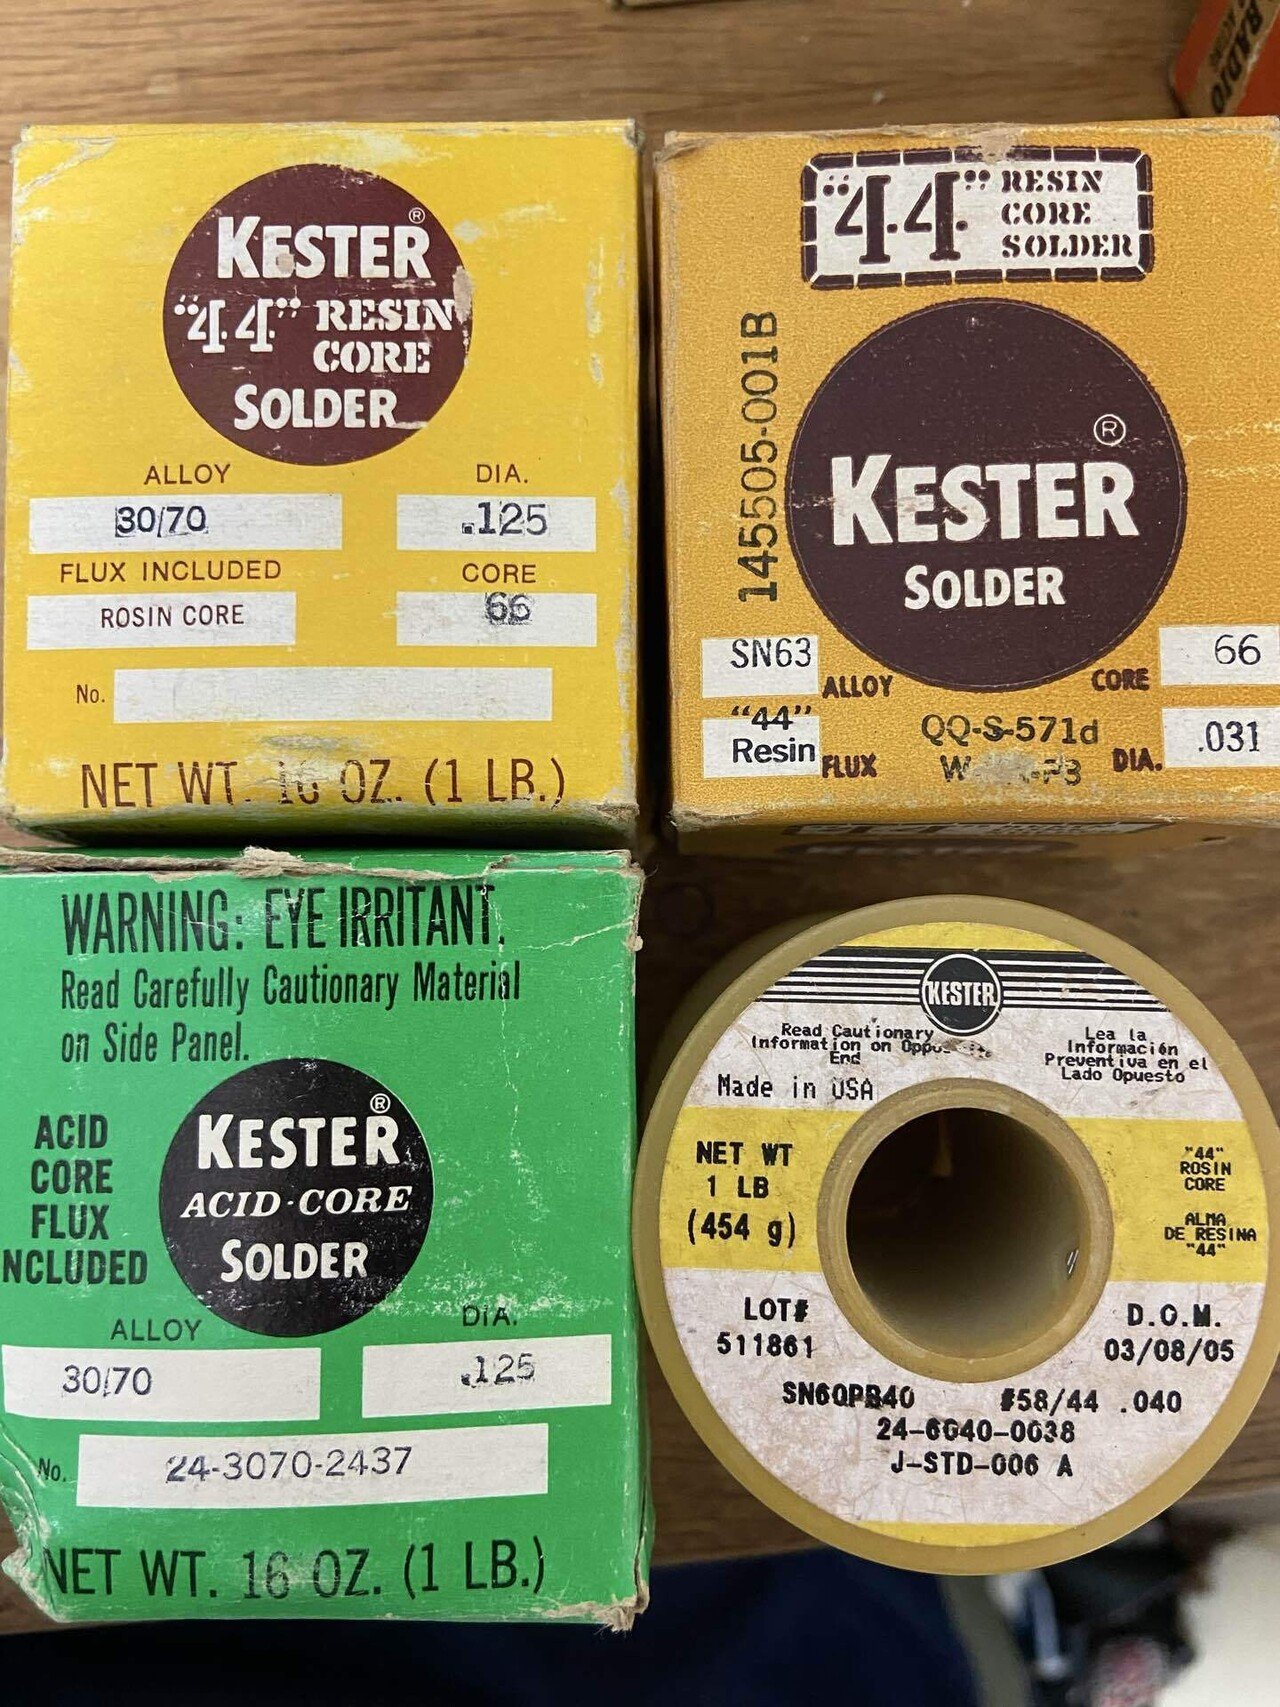 KESTER®
"44" RESIN
CORE
SOLDER
ALLOY
DIA.
30/70
.125
FLUX INCLUDED
CORE
ROSIN CORE
66
No.
NET WT. 16 OZ. (1 LB.)
RADIO
"44" RESIN
CORE
SOLDER
145505-001B
KESTER®
SOLDER
SN63
ALLOY
CORE
66
"44"
Resin
FLUX
QQ-S-571d
DIA.
.031
WARNING: EYE IRRITANT.
Read Carefully Cautionary Material
on Side Panel.
ACID
CORE
FLUX
NCLUDED
KESTER®
ACID-CORE
SOLDER
ALLOY
DIA.
30/70
.125
No.
24-3070-2437
NET WT. 16 OZ. (1 LB.)
KESTER
Read Cautionary
Information on
End
Lea la
Información
Preventiva en el
Lado Opuesto
Made in USA
NET WT
1 LB
(454 g)
"44"
ROSIN
CORE
ALMA
DE RESINA
"44"
LOT#
511861
D.O.M.
03/08/05
SN60PB40 #58/44 .040
24-6040-0038
J-STD-006 A